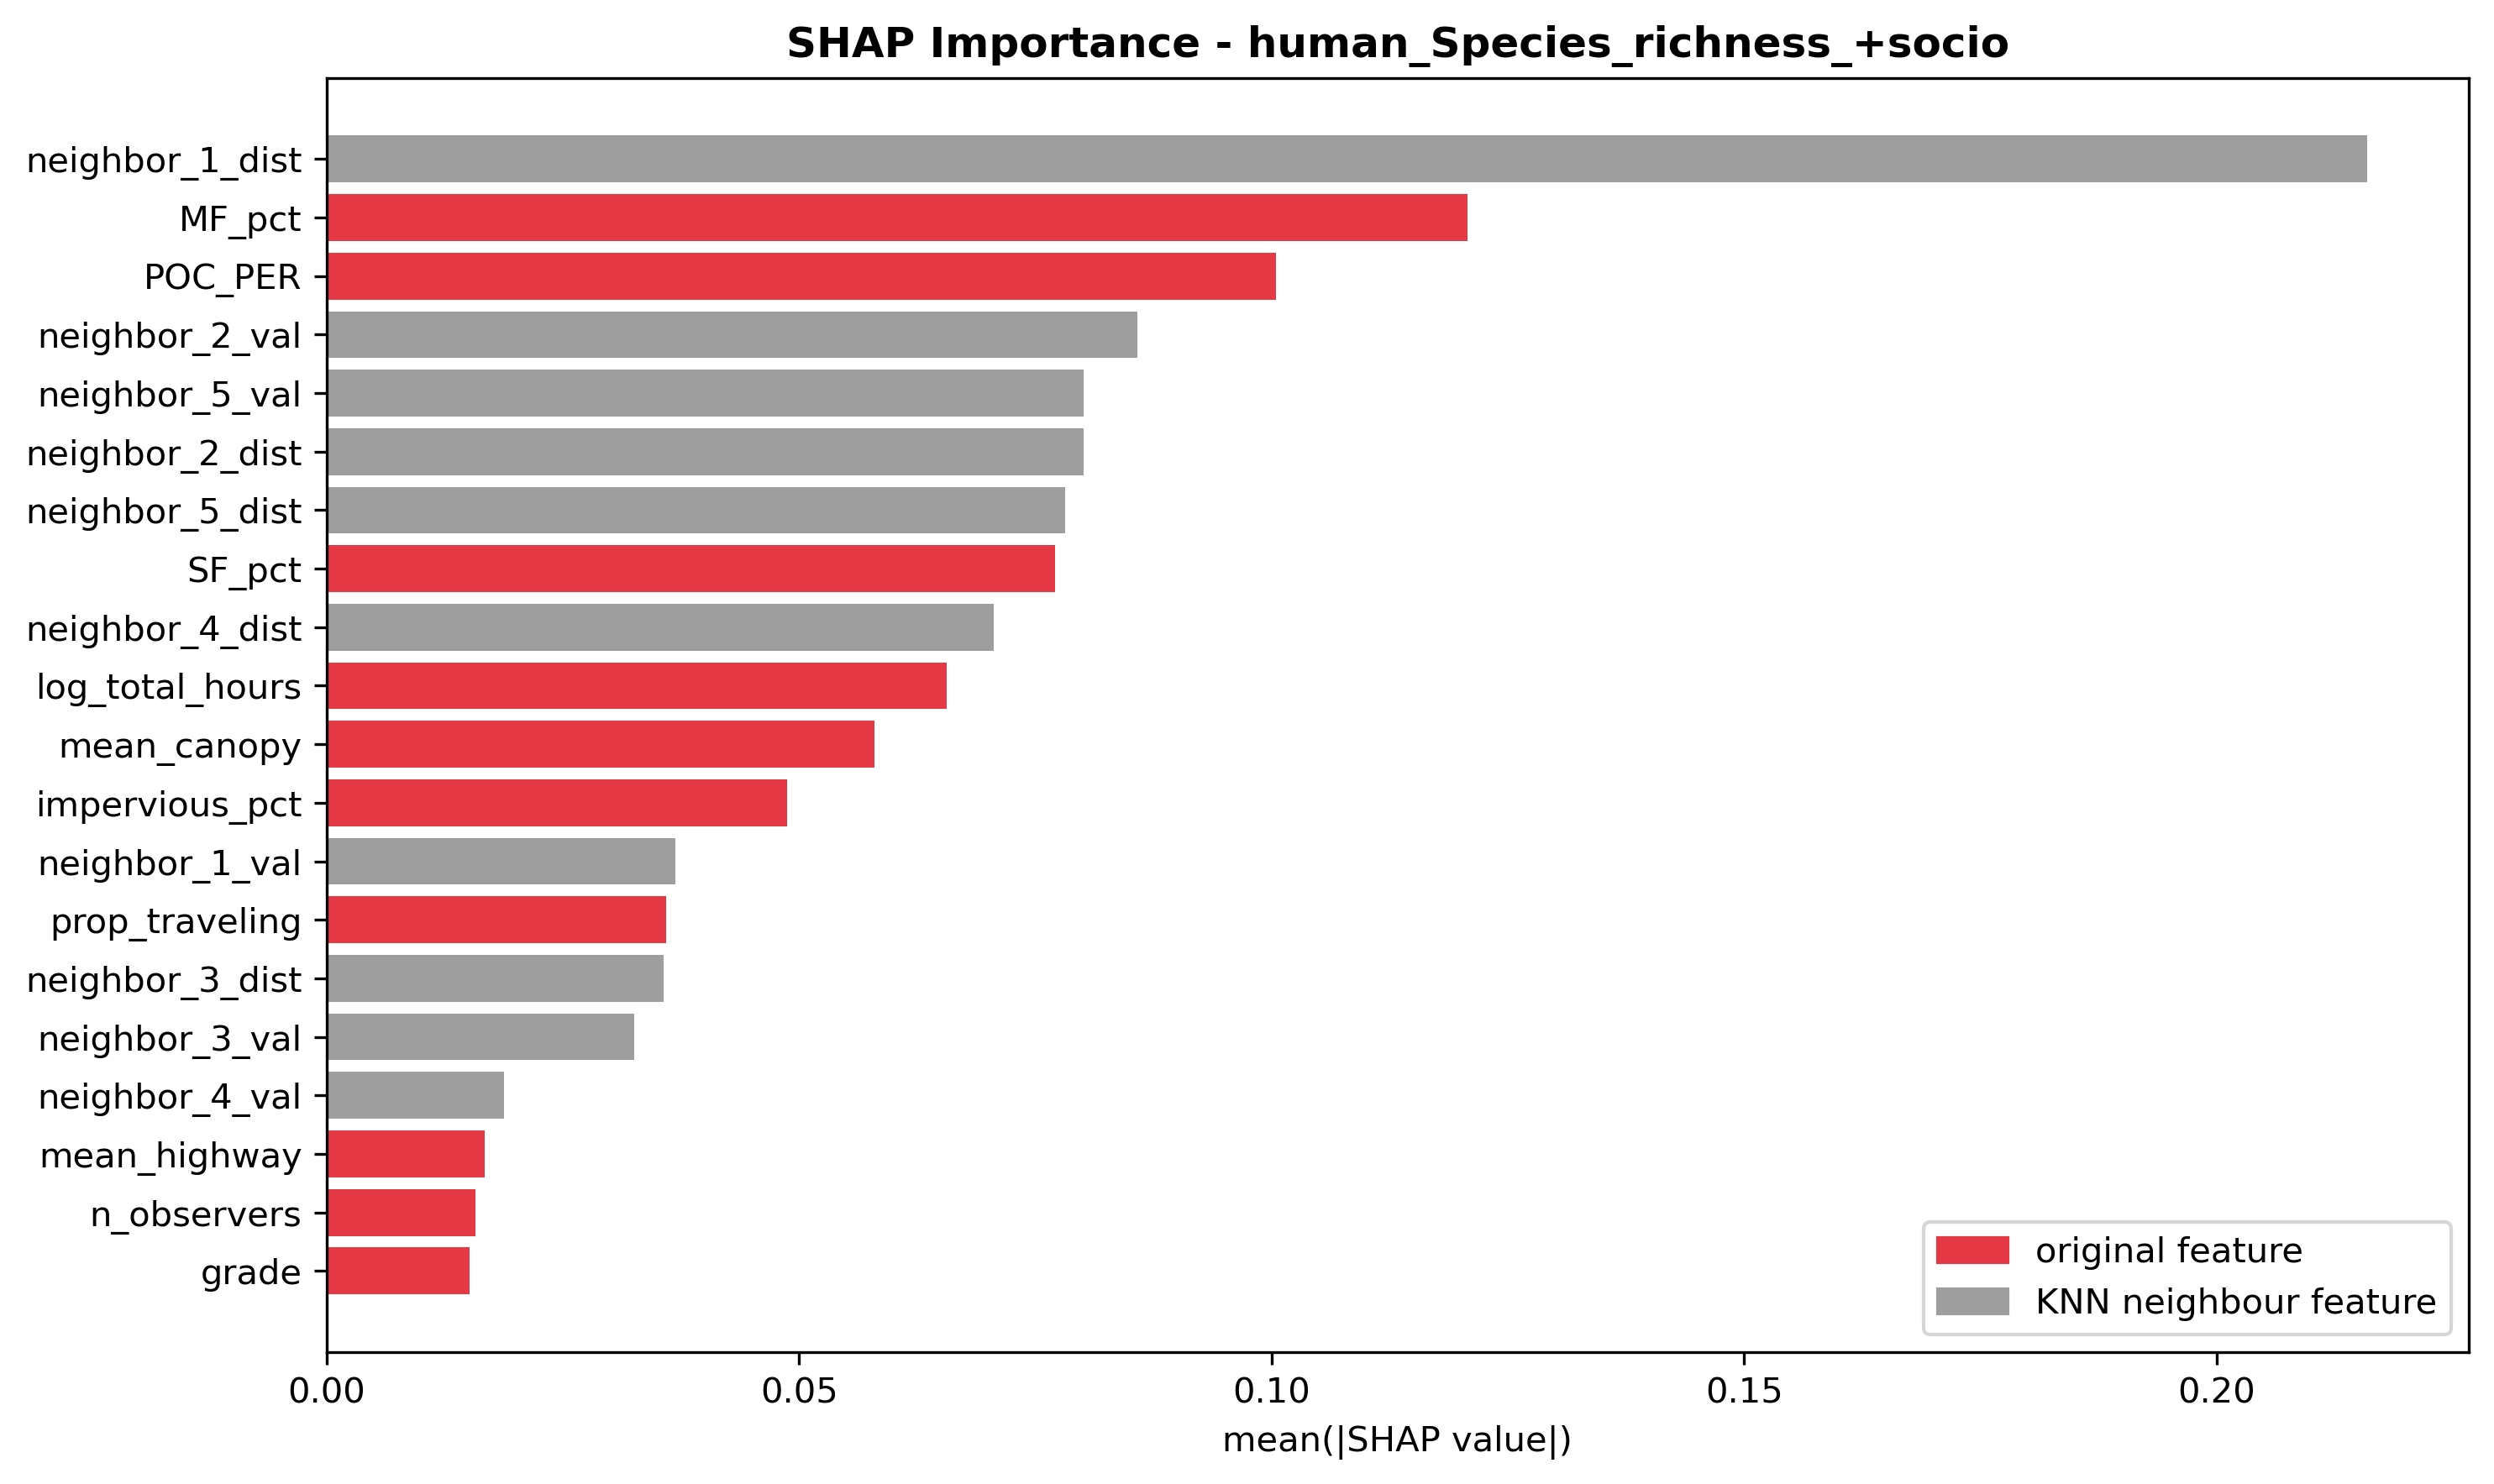 SHAP Importance - human_Species_richness_+socio
neighbor_1_dist
MF_pct
POC_PER
neighbor_2_val
neighbor_5_val
neighbor_2_dist
neighbor_5_dist
SF_pct
neighbor_4_dist
log_total_hours
mean_canopy
impervious_pct
neighbor_1_val
prop_traveling
neighbor_3_dist
neighbor_3_val
neighbor_4_val
mean_highway
n_observers
grade
original feature
KNN neighbour feature
0.00 0.05 0.10 0.15 0.20
mean(|SHAP value|)